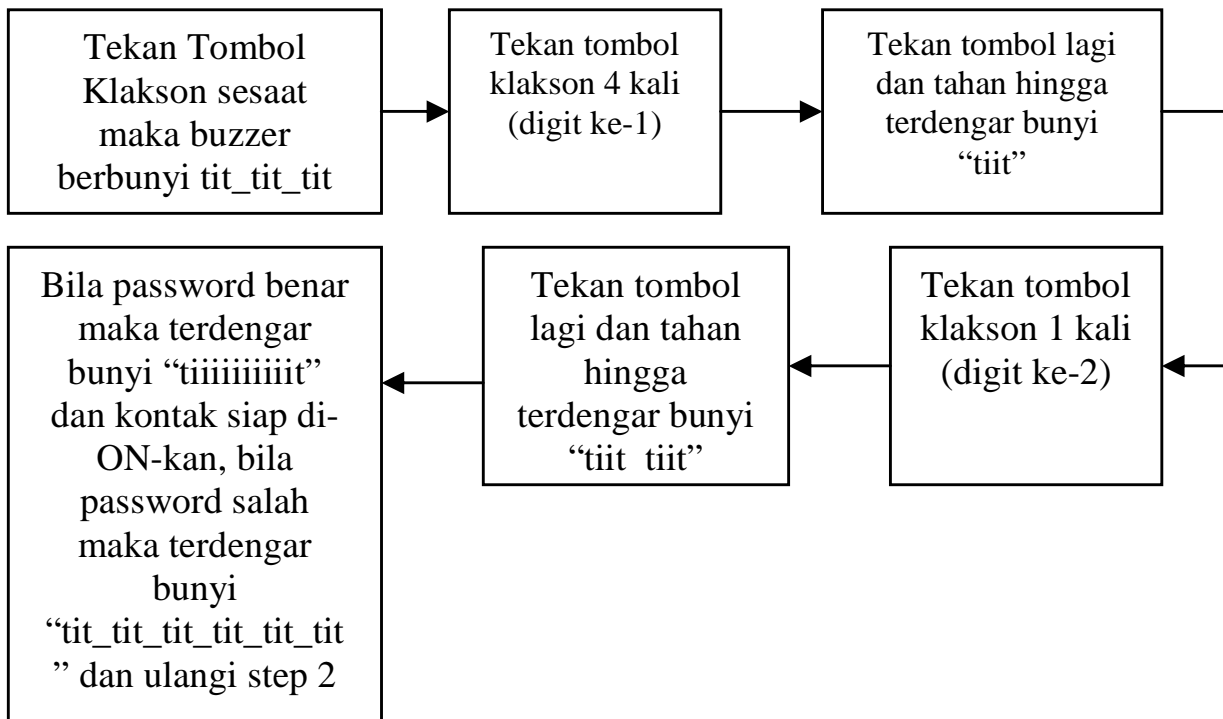 Tekan Tombol
Klakson sesaat
maka buzzer
berbunyi tit_tit_tit
Tekan tombol
klakson 4 kali
(digit ke-1)
Tekan tombol lagi
dan tahan hingga
terdengar bunyi
“tiit”
Tekan tombol
klakson 1 kali
(digit ke-2)
Tekan tombol
lagi dan tahan
hingga
terdengar bunyi
“tiit tiit”
Bila password benar
maka terdengar
bunyi “tiiiiiiiiiit”
dan kontak siap di-
ON-kan, bila
password salah
maka terdengar
bunyi
“tit_tit_tit_tit_tit_tit
” dan ulangi step 2